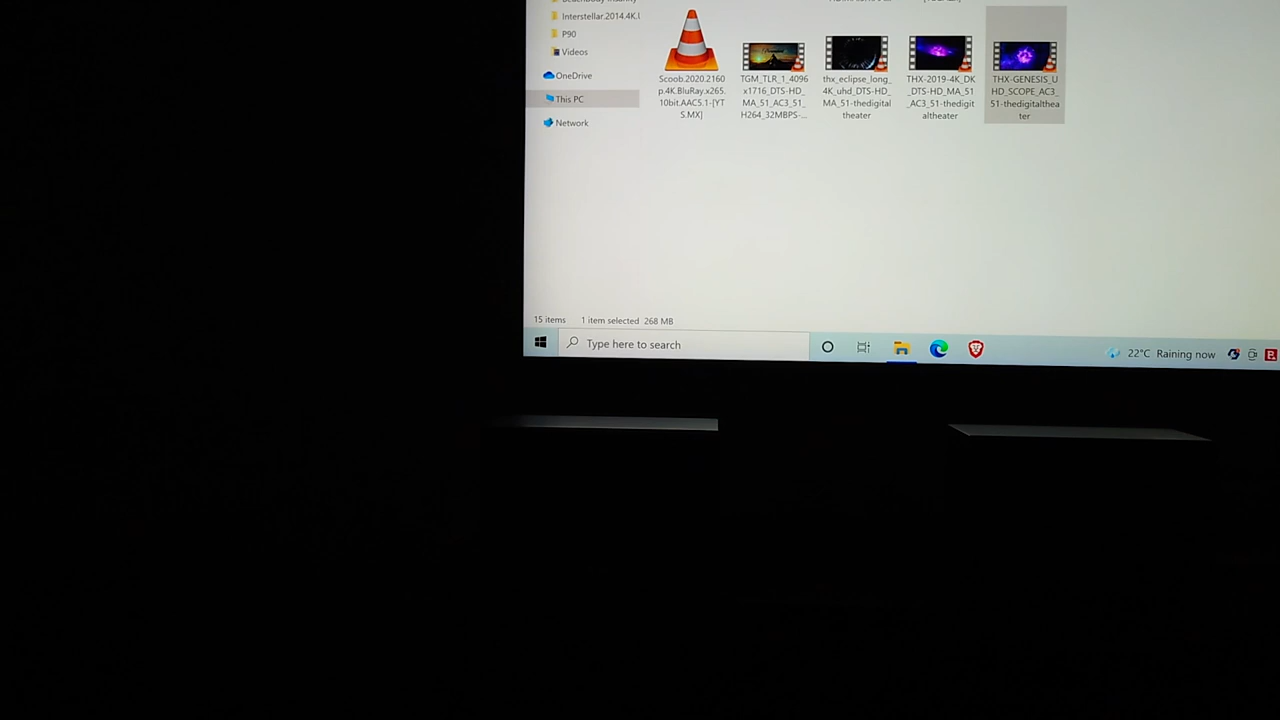 Interstellar.2014.4K.U
P90
Videos
OneDrive
This PC
Network
Scoob.2020.2160
p.4K.BluRay.x265.
10bit.AAC5.1-[YT
S.MX]
TGM_TLR_1_4096
x1716_DTS-HD_
MA_51_AC3_51_
H264_32MBPS-...
thx_eclipse_long_
4K_uhd_DTS-HD_
MA_51-thedigital
theater
THX-2019-4K_DK
_DTS-HD_MA_51
_AC3_51-thedigit
altheater
THX-GENESIS_U
HD_SCOPE_AC3_
51-thedigitalthea
ter
15 items 1 item selected 268 MB
Type here to search
22°C Raining now